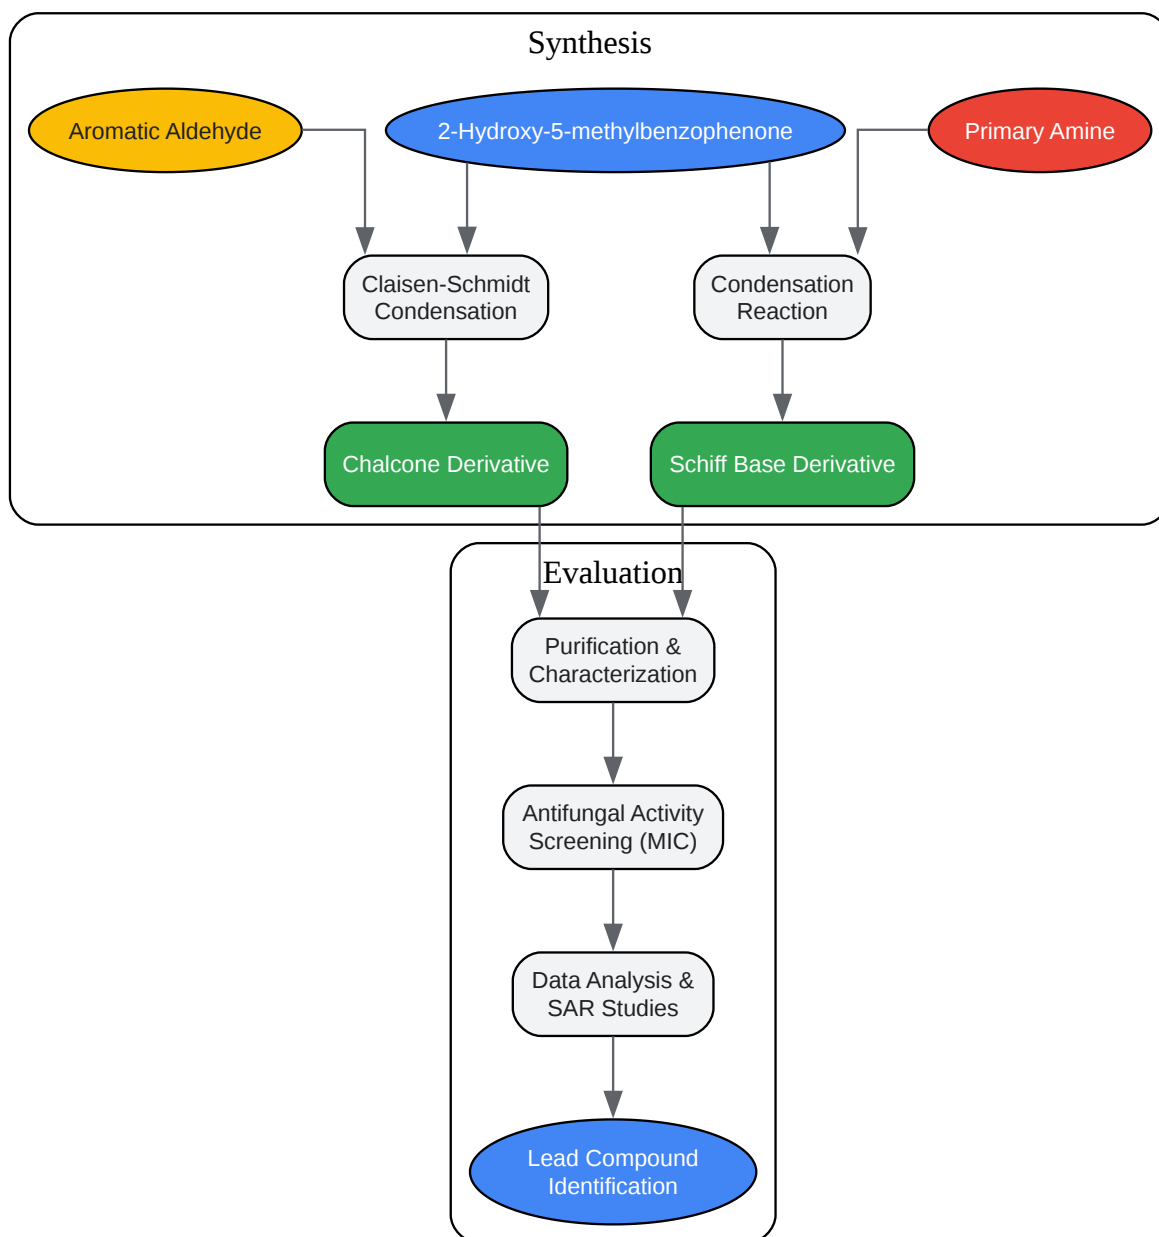 Synthesis
Aromatic Aldehyde
2-Hydroxy-5-methylbenzophenone
Primary Amine
Claisen-Schmidt
Condensation
Condensation
Reaction
Chalcone Derivative
Schiff Base Derivative
Evaluation
Purification &
Characterization
Antifungal Activity
Screening (MIC)
Data Analysis &
SAR Studies
Lead Compound
Identification